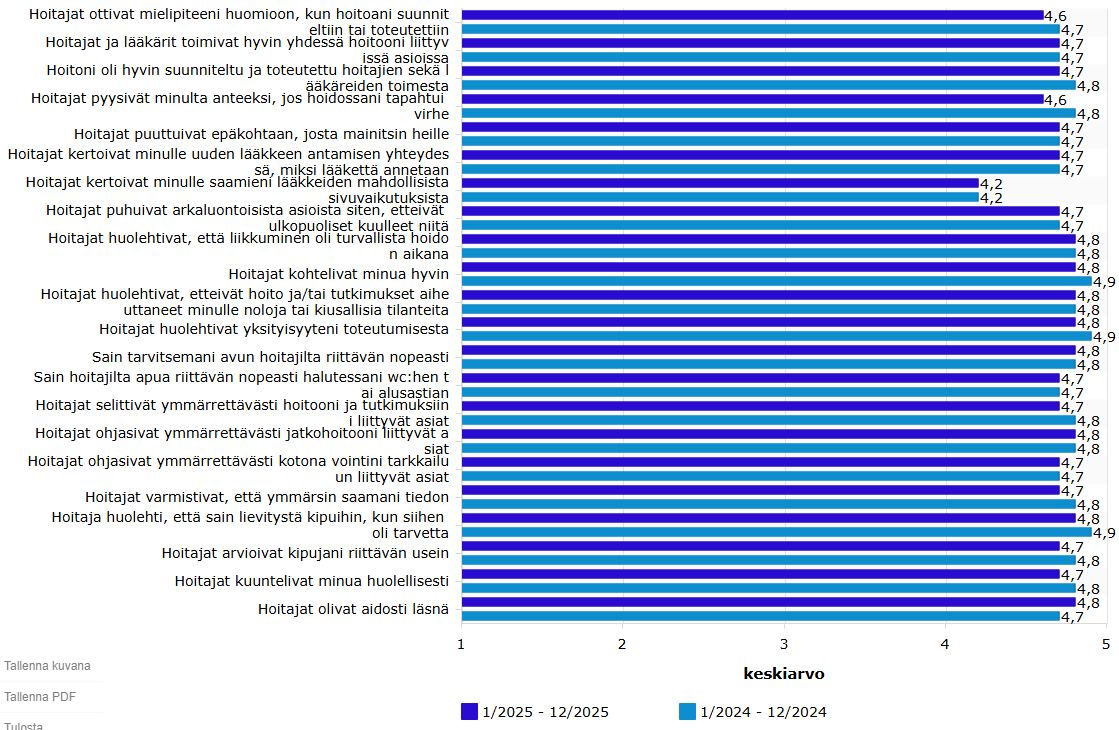 Hoitajat ottivat mielipiteeni huomioon, kun hoitoani suunnit
eltiin tai toteutettiin
4,6
4,7
Hoitajat ja lääkärit toimivat hyvin yhdessä hoitooni liittyv
issä asioissa
4,7
4,7
Hoitoni oli hyvin suunniteltu ja toteutettu hoitajien sekä l
ääkäreiden toimesta
4,7
4,8
Hoitajat pyysivät minulta anteeksi, jos hoidossani tapahtui
virhe
4,6
4,8
Hoitajat puuttuivat epäkohtaan, josta mainitsin heille
4,7
4,7
Hoitajat kertoivat minulle uuden lääkkeen antamisen yhteydes
sä, miksi lääkettä annetaan
4,7
4,7
Hoitajat kertoivat minulle saamieni lääkkeiden mahdollisista
sivuvaikutuksista
4,2
4,2
Hoitajat puhuivat arkaluontoisista asioista siten, etteivät
ulkopuoliset kuulleet niitä
4,7
4,7
Hoitajat huolehtivat, että liikkuminen oli turvallista hoido
n aikana
4,8
4,8
Hoitajat kohtelivat minua hyvin
4,8
4,9
Hoitajat huolehtivat, etteivät hoito ja/tai tutkimukset aihe
uttaneet minulle noloja tai kiusallisia tilanteita
4,8
4,8
Hoitajat huolehtivat yksityisyyteni toteutumisesta
4,8
4,9
Sain tarvitsemani avun hoitajilta riittävän nopeasti
4,8
4,8
Sain hoitajilta apua riittävän nopeasti halutessani wc:hen t
ai alusastian
4,7
4,7
Hoitajat selittivät ymmärrettävästi hoitooni ja tutkimuksiin
i liittyvät asiat
4,7
4,8
Hoitajat ohjasivat ymmärrettävästi jatkohoitooni liittyvät a
siat
4,8
4,8
Hoitajat ohjasivat ymmärrettävästi kotona vointini tarkkailu
un liittyvät asiat
4,7
4,7
Hoitajat varmistivat, että ymmärsin saamani tiedon
4,7
4,8
Hoitaja huolehti, että sain lievitystä kipuihin, kun siihen
oli tarvetta
4,8
4,9
Hoitajat arvioivat kipujani riittävän usein
4,7
4,8
Hoitajat kuuntelivat minua huolellisesti
4,7
4,8
Hoitajat olivat aidosti läsnä
4,8
4,7
1 2 3 4 5
keskiarvo
1/2025 - 12/2025 1/2024 - 12/2024
Tallenna kuvana
Tallenna PDF
Tulosta